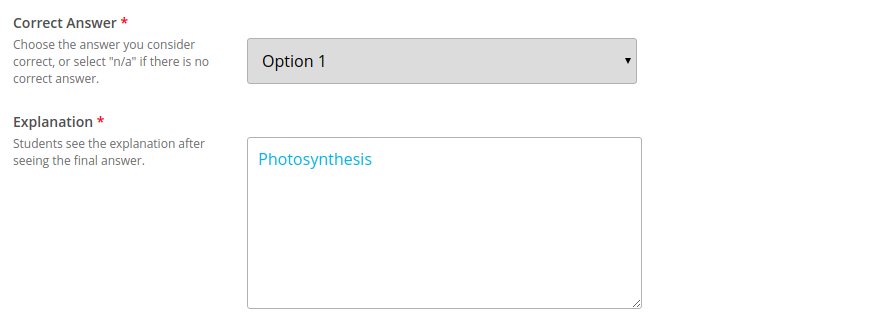 Correct Answer *
Choose the answer you consider
correct, or select "n/a" if there is no
correct answer.
Option 1
Explanation *
Students see the explanation after
seeing the final answer.
Photosynthesis